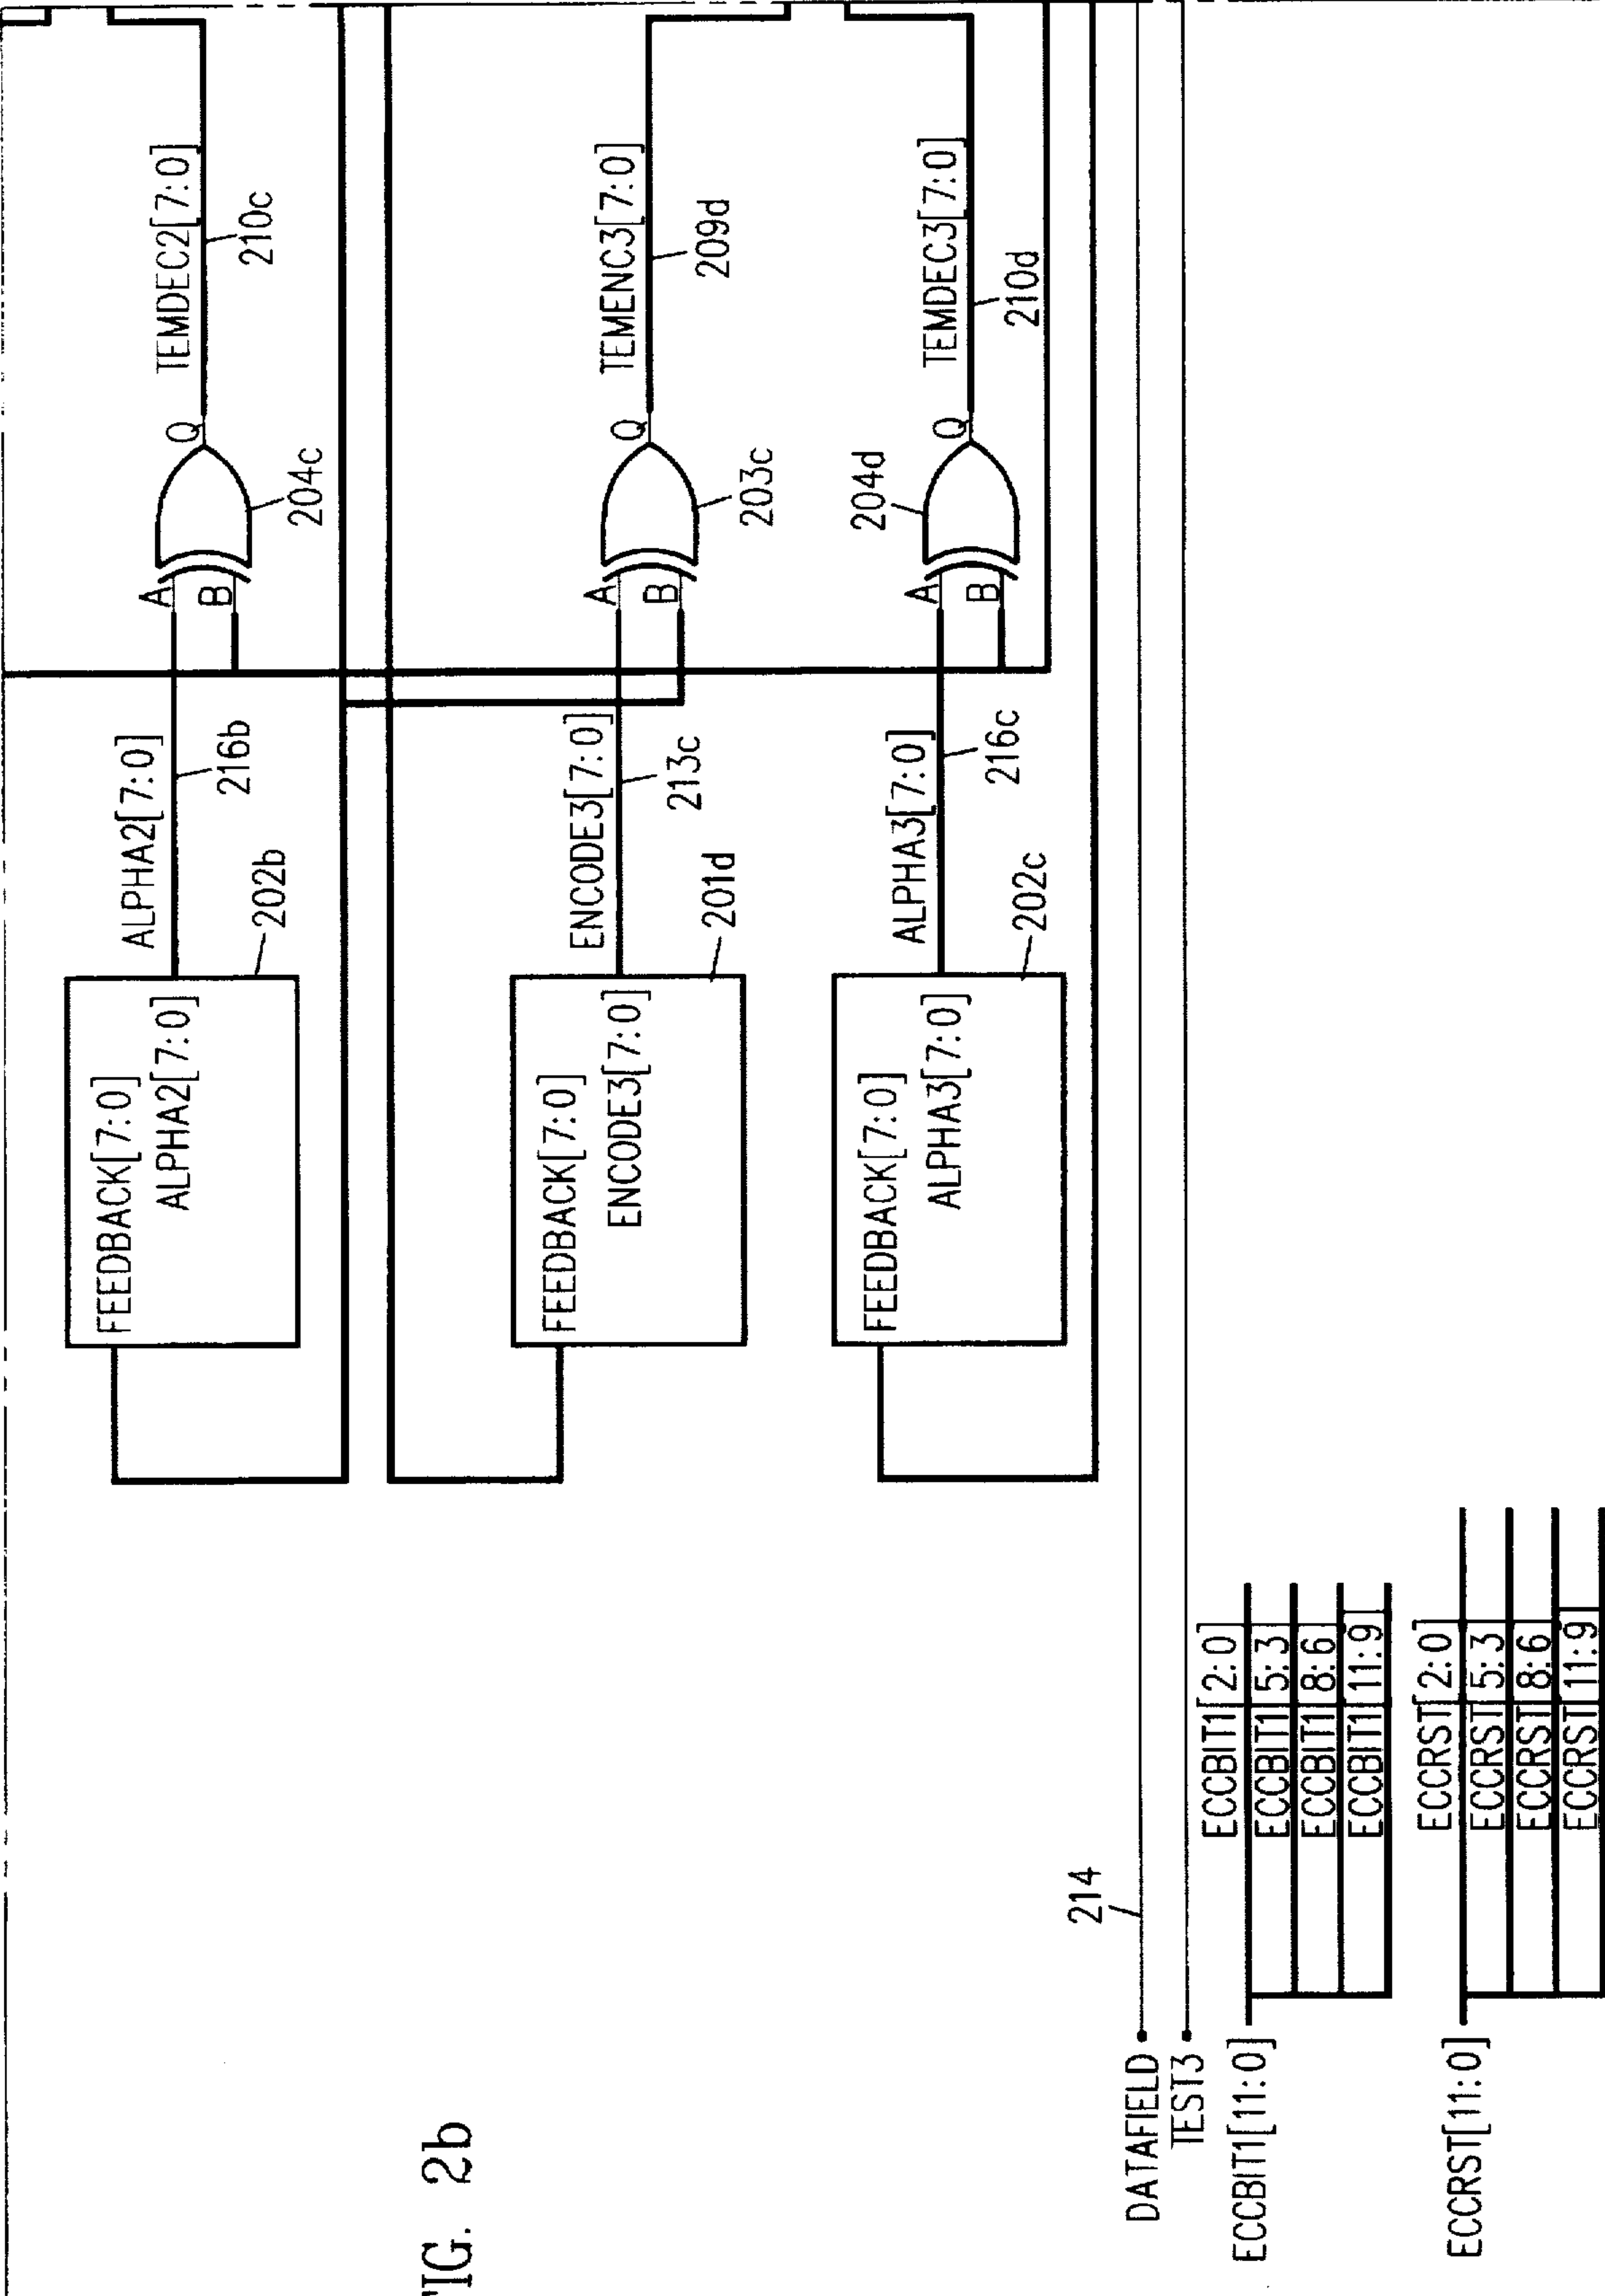 FEEDBACK[7:0]
ALPHA2[7:0]
202b
ALPHA2[7:0]
216b
A
B
Q
204c
TEMDEC2[7:0]
210c
FEEDBACK[7:0]
ENCODE3[7:0]
201d
ENCODE3[7:0]
213c
A
B
Q
203c
TEMENC3[7:0]
209d
FEEDBACK[7:0]
ALPHA3[7:0]
202c
ALPHA3[7:0]
216c
A
B
Q
204d
TEMDEC3[7:0]
210d
FIG. 2b
214
DATAFIELD
TEST3
ECCBIT1[11:0]
ECCBIT1[2:0]
ECCBIT1[5:3]
ECCBIT1[8:6]
ECCBIT1[11:9]
ECCRST[11:0]
ECCRST[2:0]
ECCRST[5:3]
ECCRST[8:6]
ECCRST[11:9]